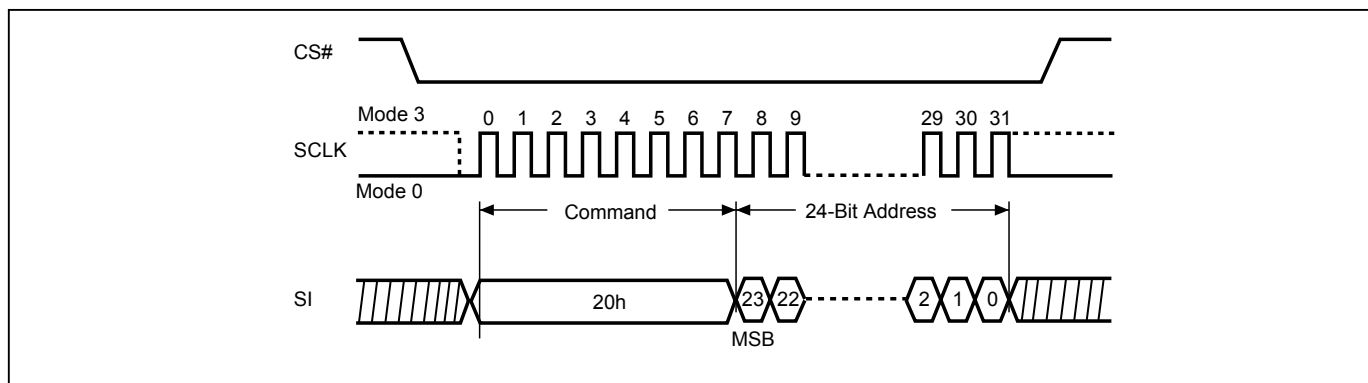 CS#
Mode 3
0 1 2 3 4 5 6 7 8 9 29 30 31
SCLK
Mode 0
Command 24-Bit Address
SI 20h 23 22 2 1 0
MSB